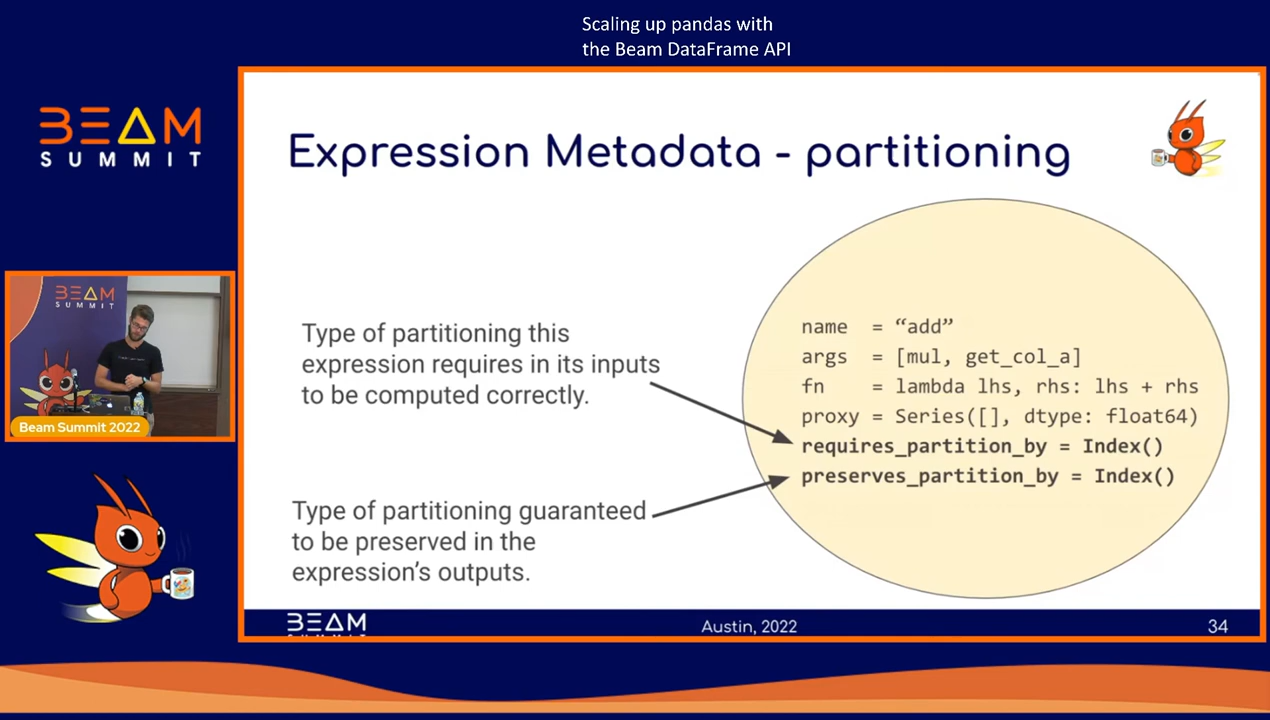 Scaling up pandas with
the Beam DataFrame API
BEAM
SUMMIT
Expression Metadata - partitioning
Type of partitioning this
expression requires in its inputs
to be computed correctly.
Type of partitioning guaranteed
to be preserved in the
expression's outputs.
name = “add”
args = [mul, get_col_a]
fn = lambda lhs, rhs: lhs + rhs
proxy = Series([], dtype: float64)
requires_partition_by = Index()
preserves_partition_by = Index()
BEAM
SUMMIT
Beam Summit 2022
BEAM
Austin, 2022
34